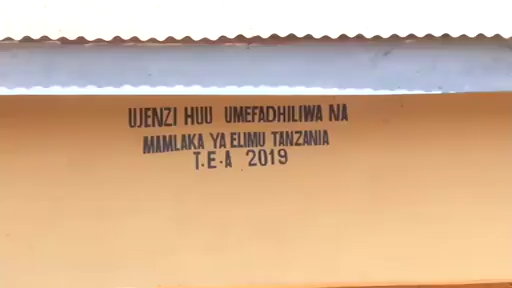 UJENZI HUU UMEFADHILIWA NA
MAMLAKA YA ELIMU TANZANIA
T.E.A 2019